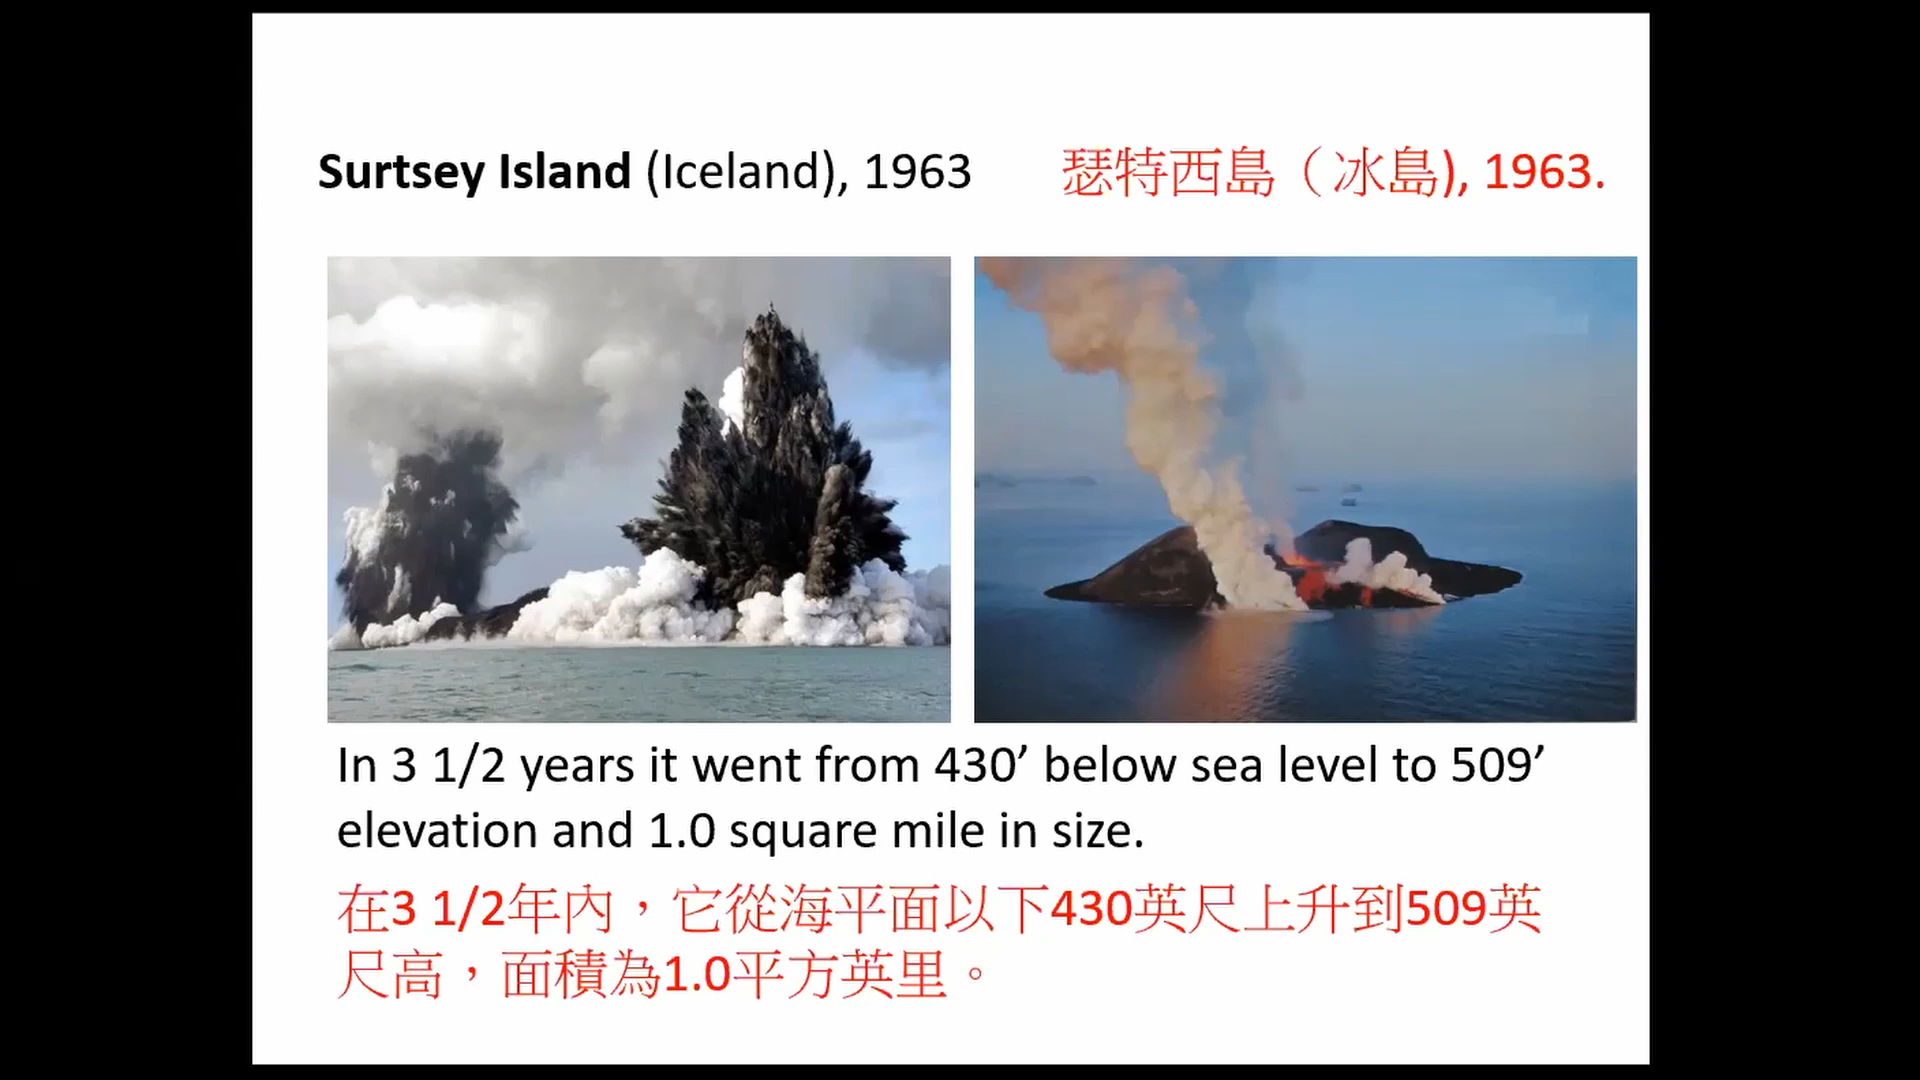 Surtsey Island (Iceland), 1963
瑟特西島（冰島), 1963.
In 3 1/2 years it went from 430’ below sea level to 509’
elevation and 1.0 square mile in size.
在3 1/2年內，它從海平面以下430英尺上升到509英
尺高，面積為1.0平方英里。